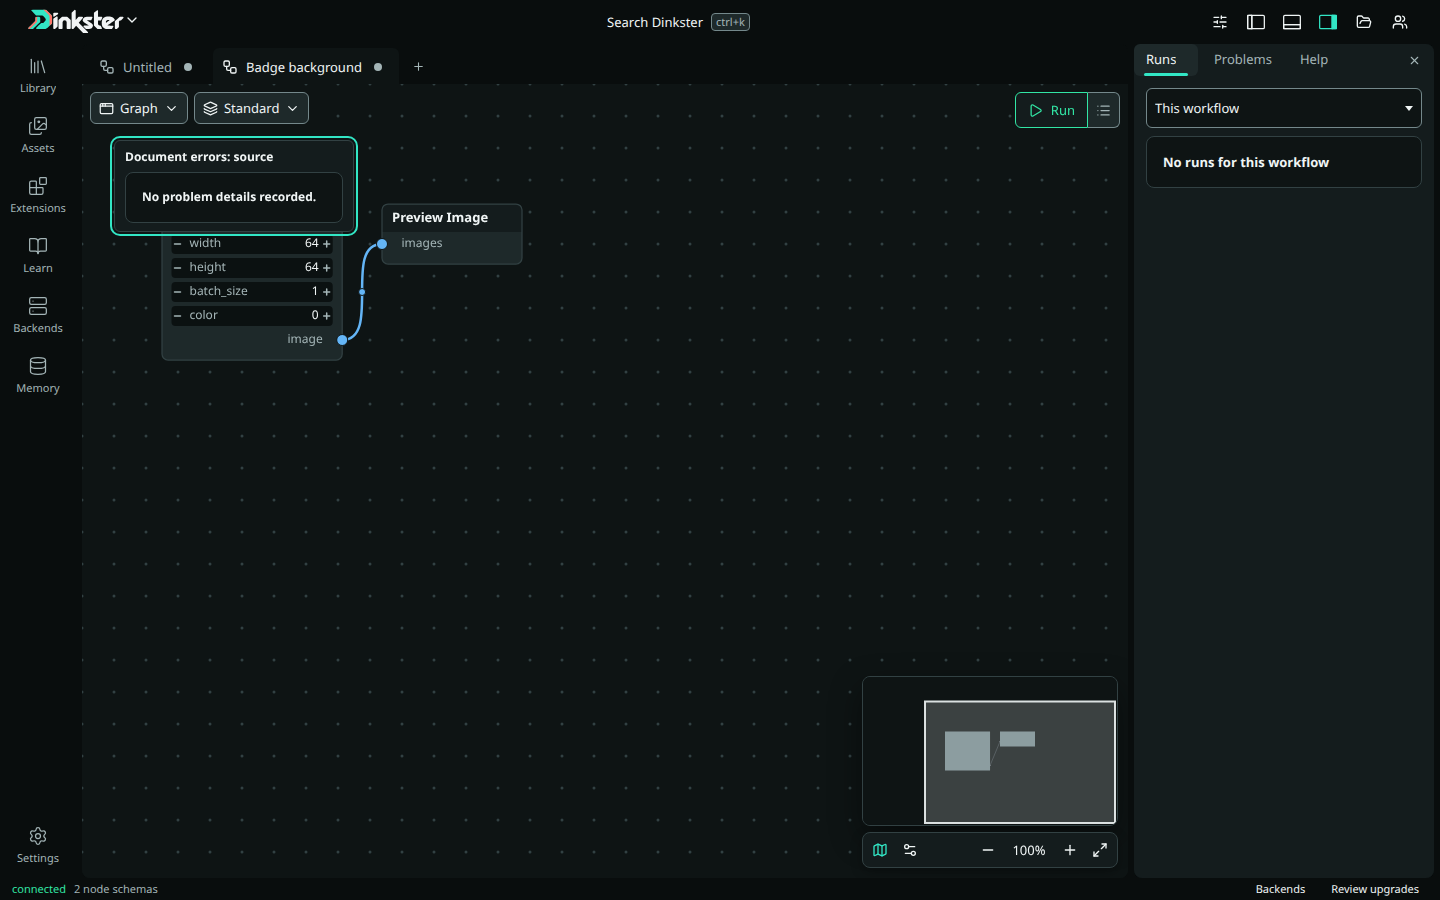 Dinkster
Search Dinkster ctrl+k
Library
Assets
Extensions
Learn
Backends
Memory
Settings
Untitled
Badge background
Graph
Standard
Run
Document errors: source
No problem details recorded.
width 64
height 64
batch_size 1
color 0
image
Preview Image
images
100%
Runs
Problems
Help
This workflow
No runs for this workflow
connected 2 node schemas
Backends
Review upgrades